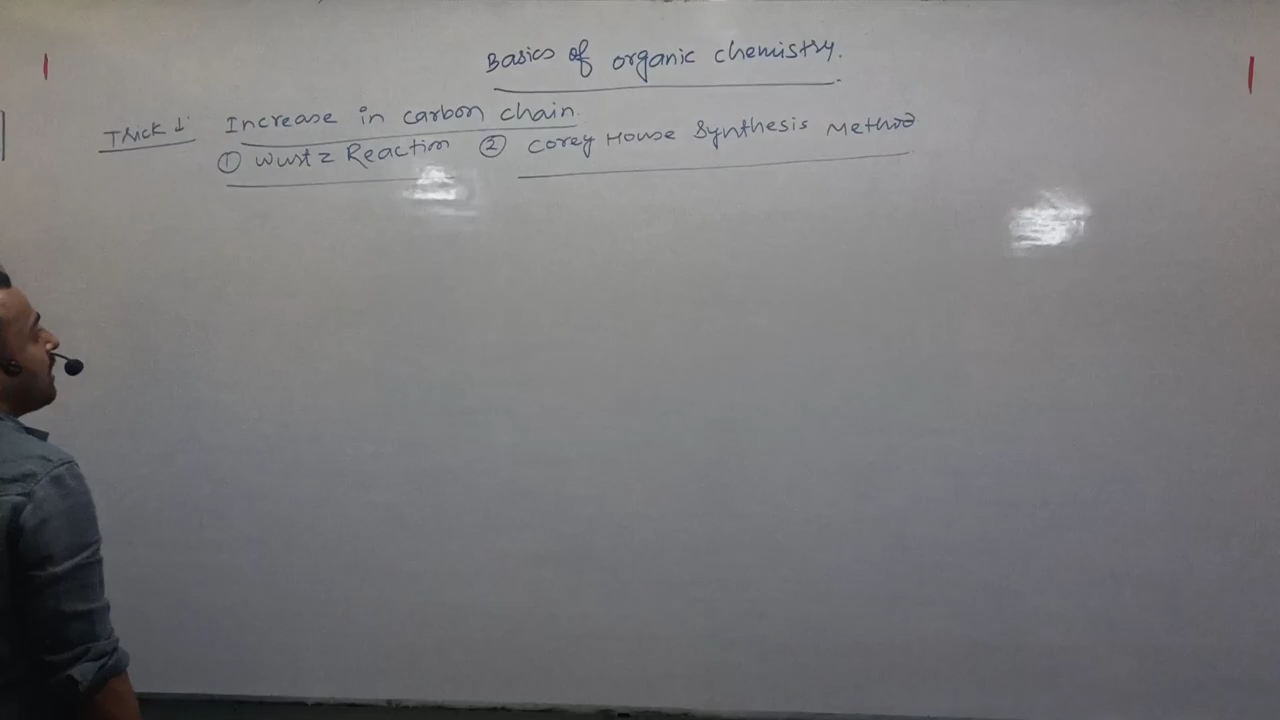 Basics of organic chemistry.
Trick 1: Increase in carbon chain.
① Wurtz Reaction ② Corey House Synthesis Method